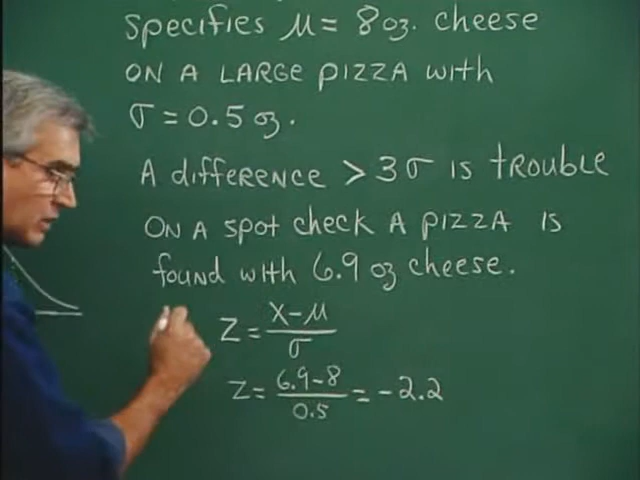 Specifies μ = 8 oz. cheese
ON A LARGE pizza with
σ = 0.5 oz.
A diffERENCE > 3σ is tROUBLE
ON A spot check A pizzA is
found with 6.9 oz cheese.
Z = (X-μ)/σ
Z = (6.9-8)/0.5 = -2.2